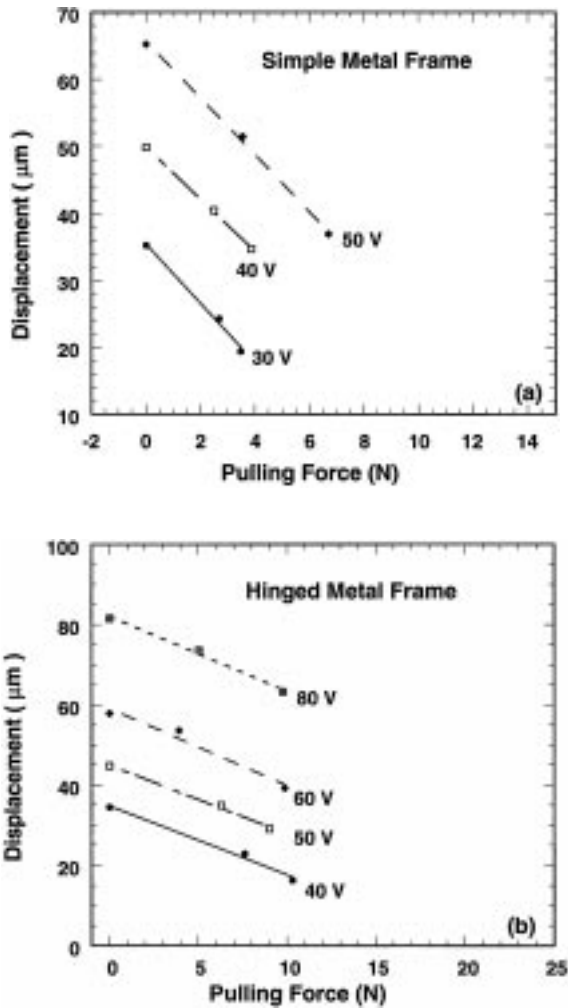 70
Simple Metal Frame
60
50
Displacement ( μm )
40
50 V
40 V
30
30 V
20
(a)
10
-2 0 2 4 6 8 10 12 14
Pulling Force (N)
100
Hinged Metal Frame
80
80 V
60
Displacement ( μm )
60 V
40
50 V
40 V
20
(b)
0
0 5 10 10 20 25
Pulling Force (N)